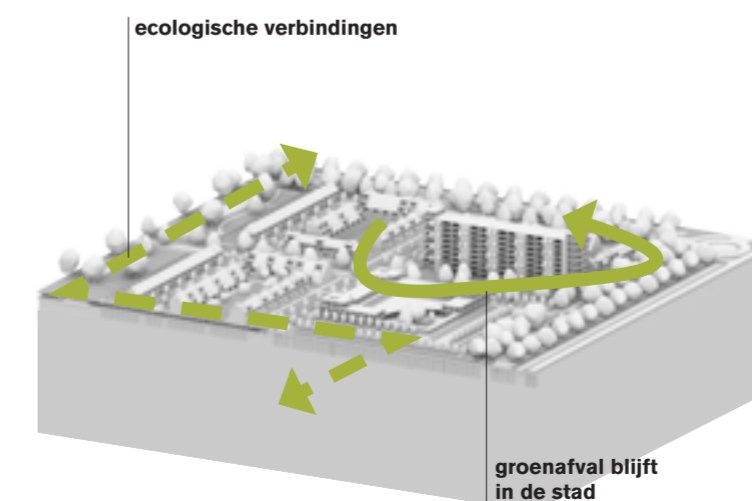 ecologische verbindingen
groenafval blijft
in de stad